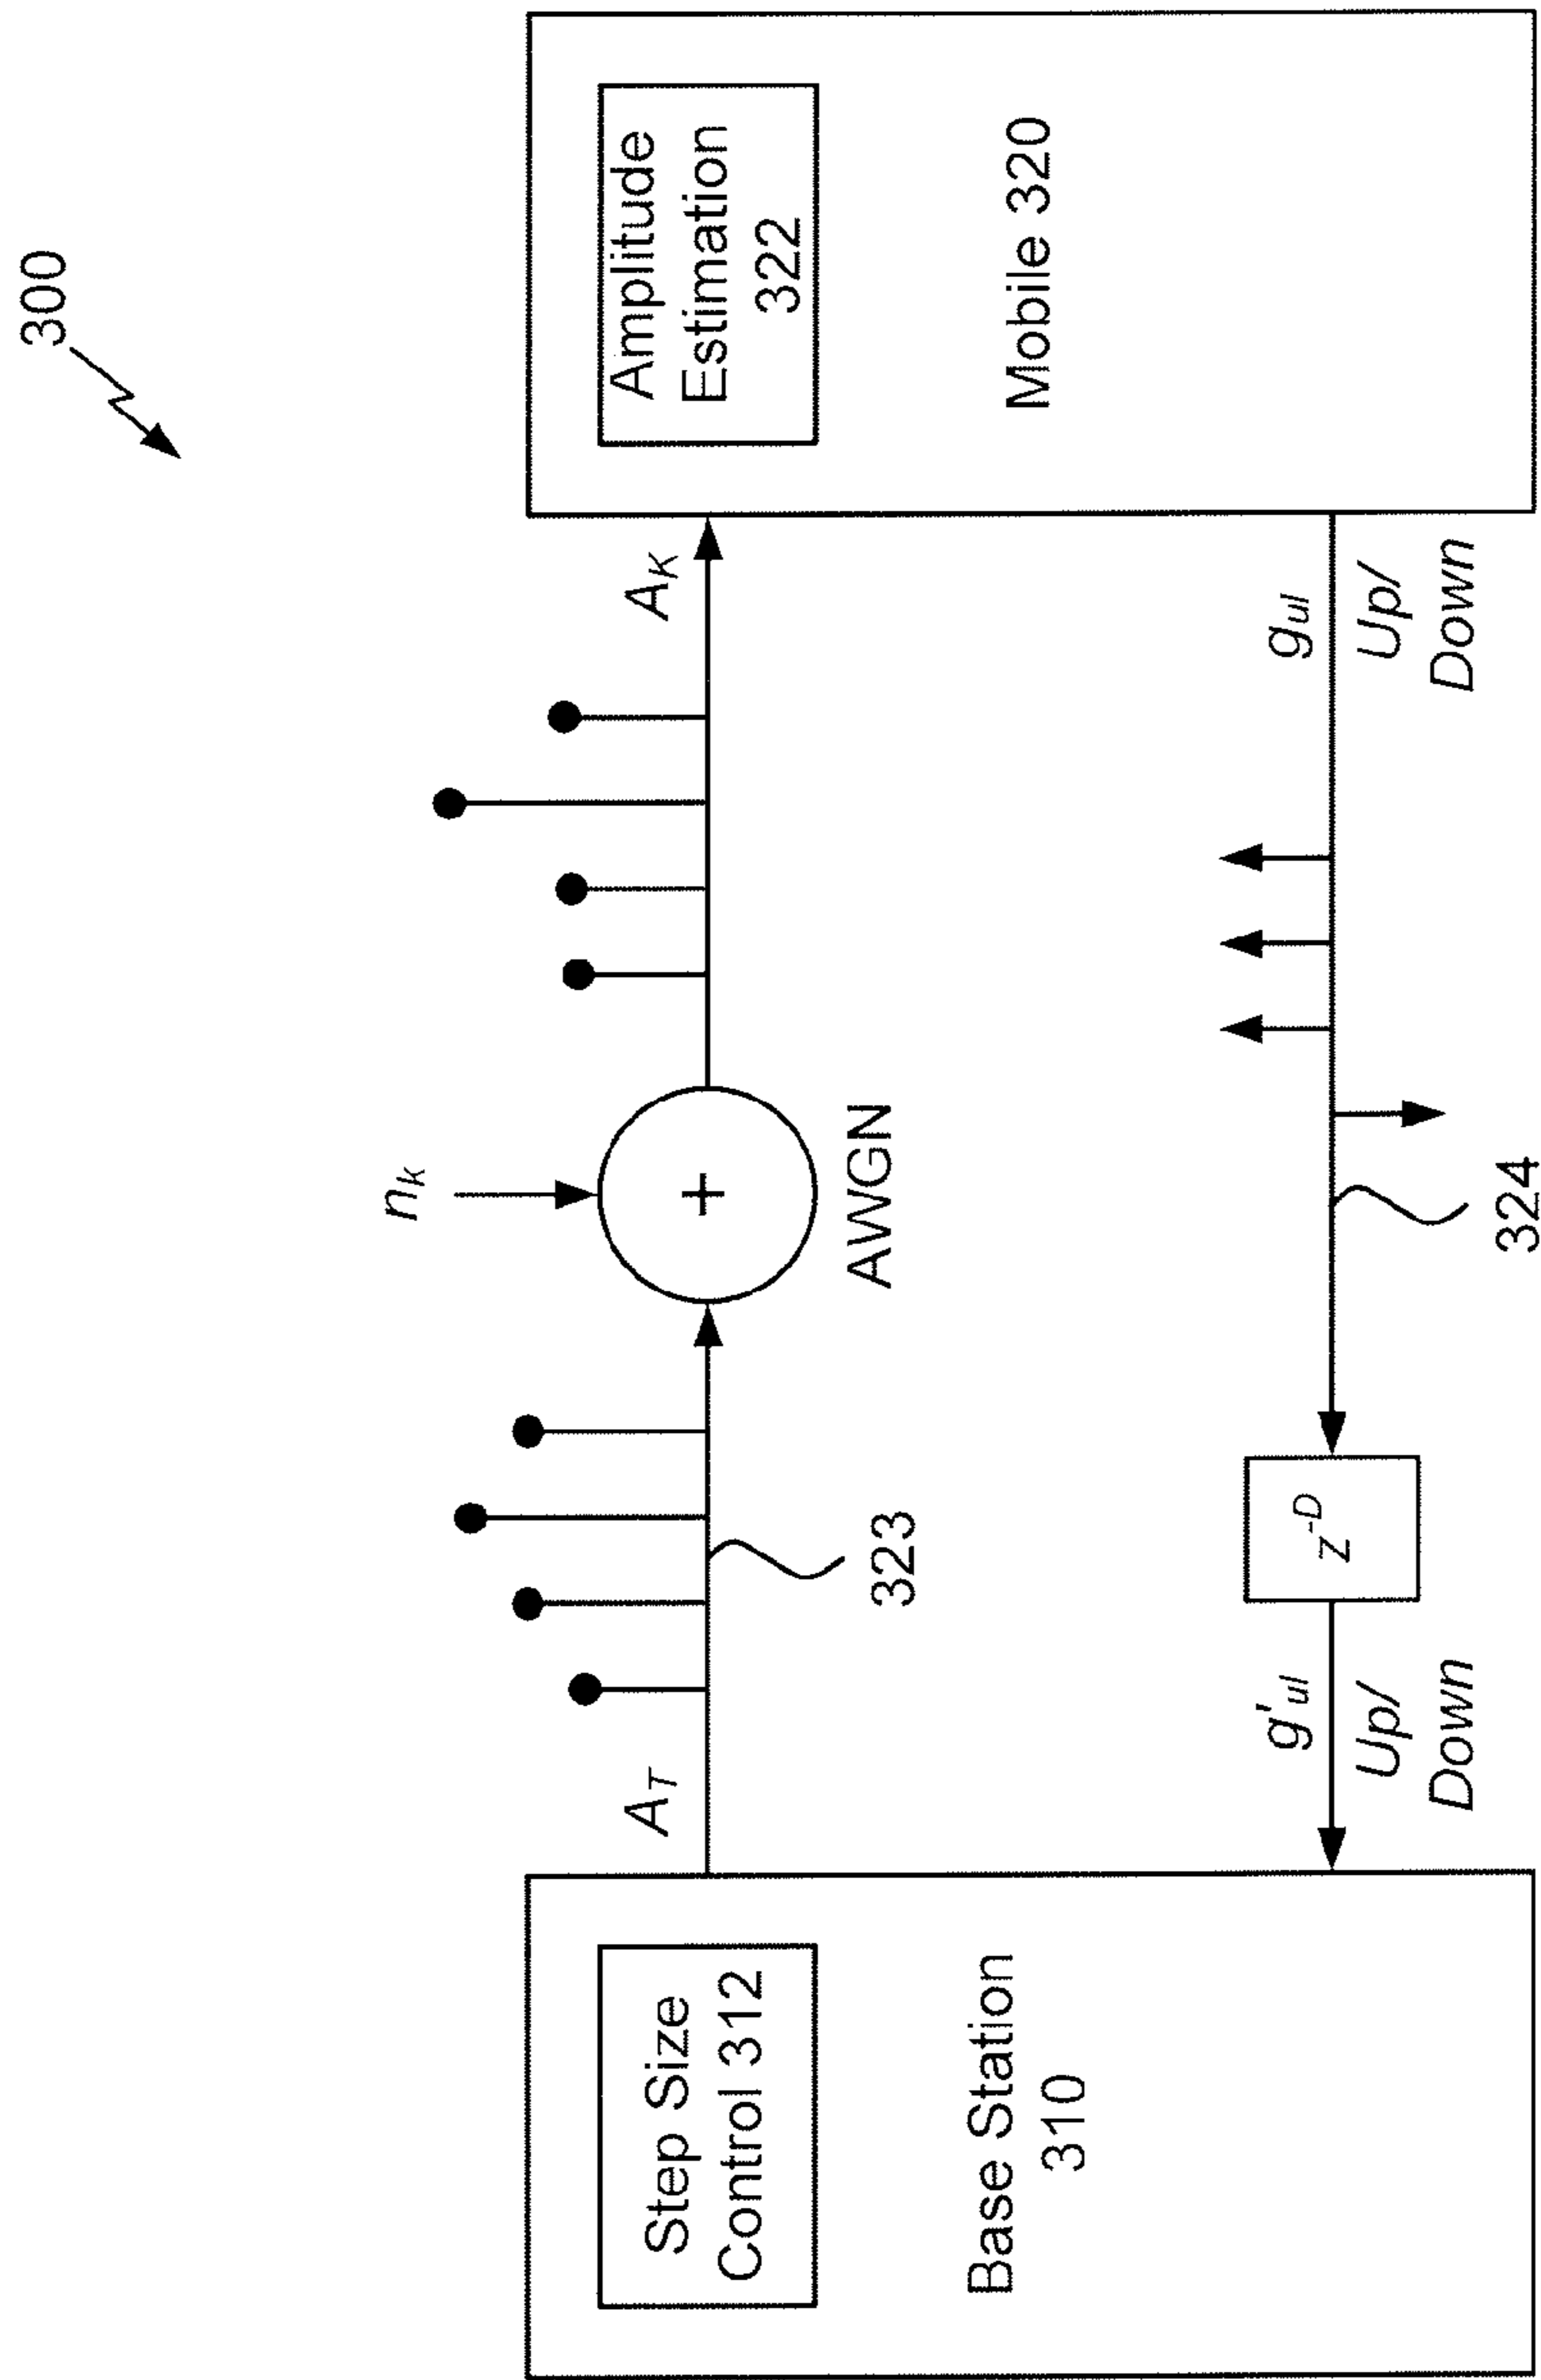 300
Step Size
Control 312
Base Station
310
A_T
323
n_k
+
AWGN
A_K
Amplitude
Estimation
322
Mobile 320
g'_ul
Up/
Down
z^-D
324
g_ul
Up/
Down